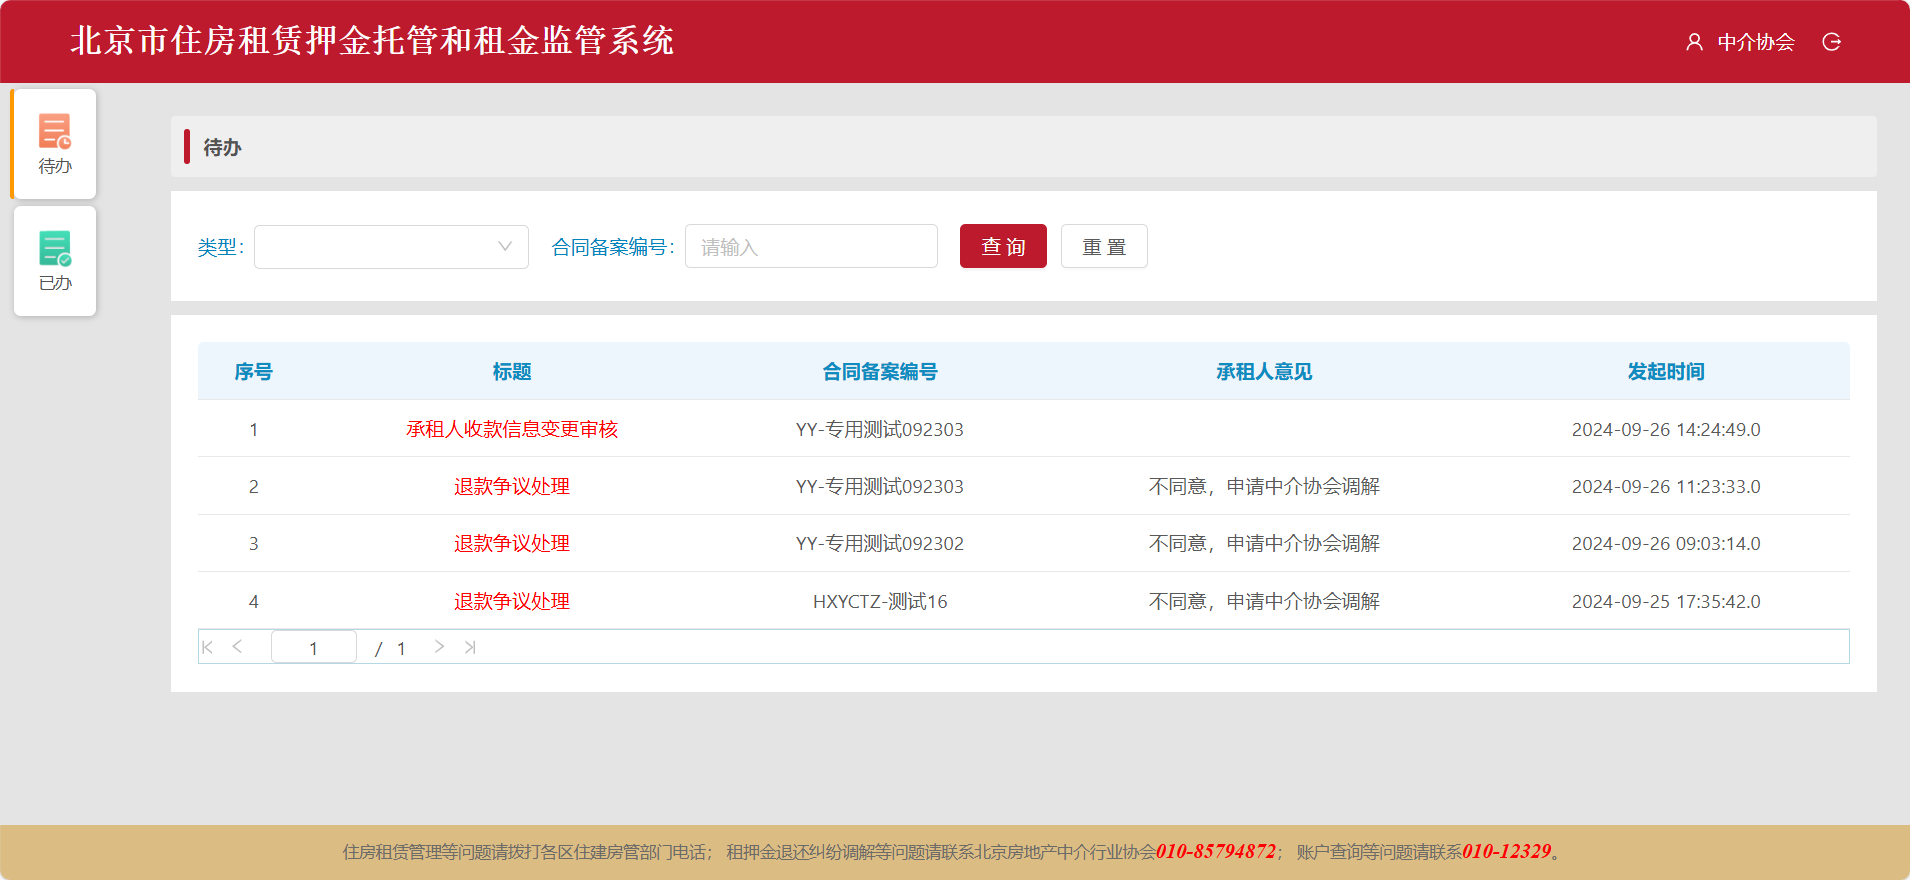 北京市住房租赁押金托管和租金监管系统
中介协会
待办
已办
待办
类型： 合同备案编号： 请输入 查 询 重 置
序号 标题 合同备案编号 承租人意见 发起时间
1 承租人收款信息变更审核 YY-专用测试092303 2024-09-26 14:24:49.0
2 退款争议处理 YY-专用测试092303 不同意，申请中介协会调解 2024-09-26 11:23:33.0
3 退款争议处理 YY-专用测试092302 不同意，申请中介协会调解 2024-09-26 09:03:14.0
4 退款争议处理 HXYCTZ-测试16 不同意，申请中介协会调解 2024-09-25 17:35:42.0
1 / 1
住房租赁管理等问题请拨打各区住建房管部门电话； 租押金退还纠纷调解等问题请联系北京房地产中介行业协会010-85794872； 账户查询等问题请联系010-12329。